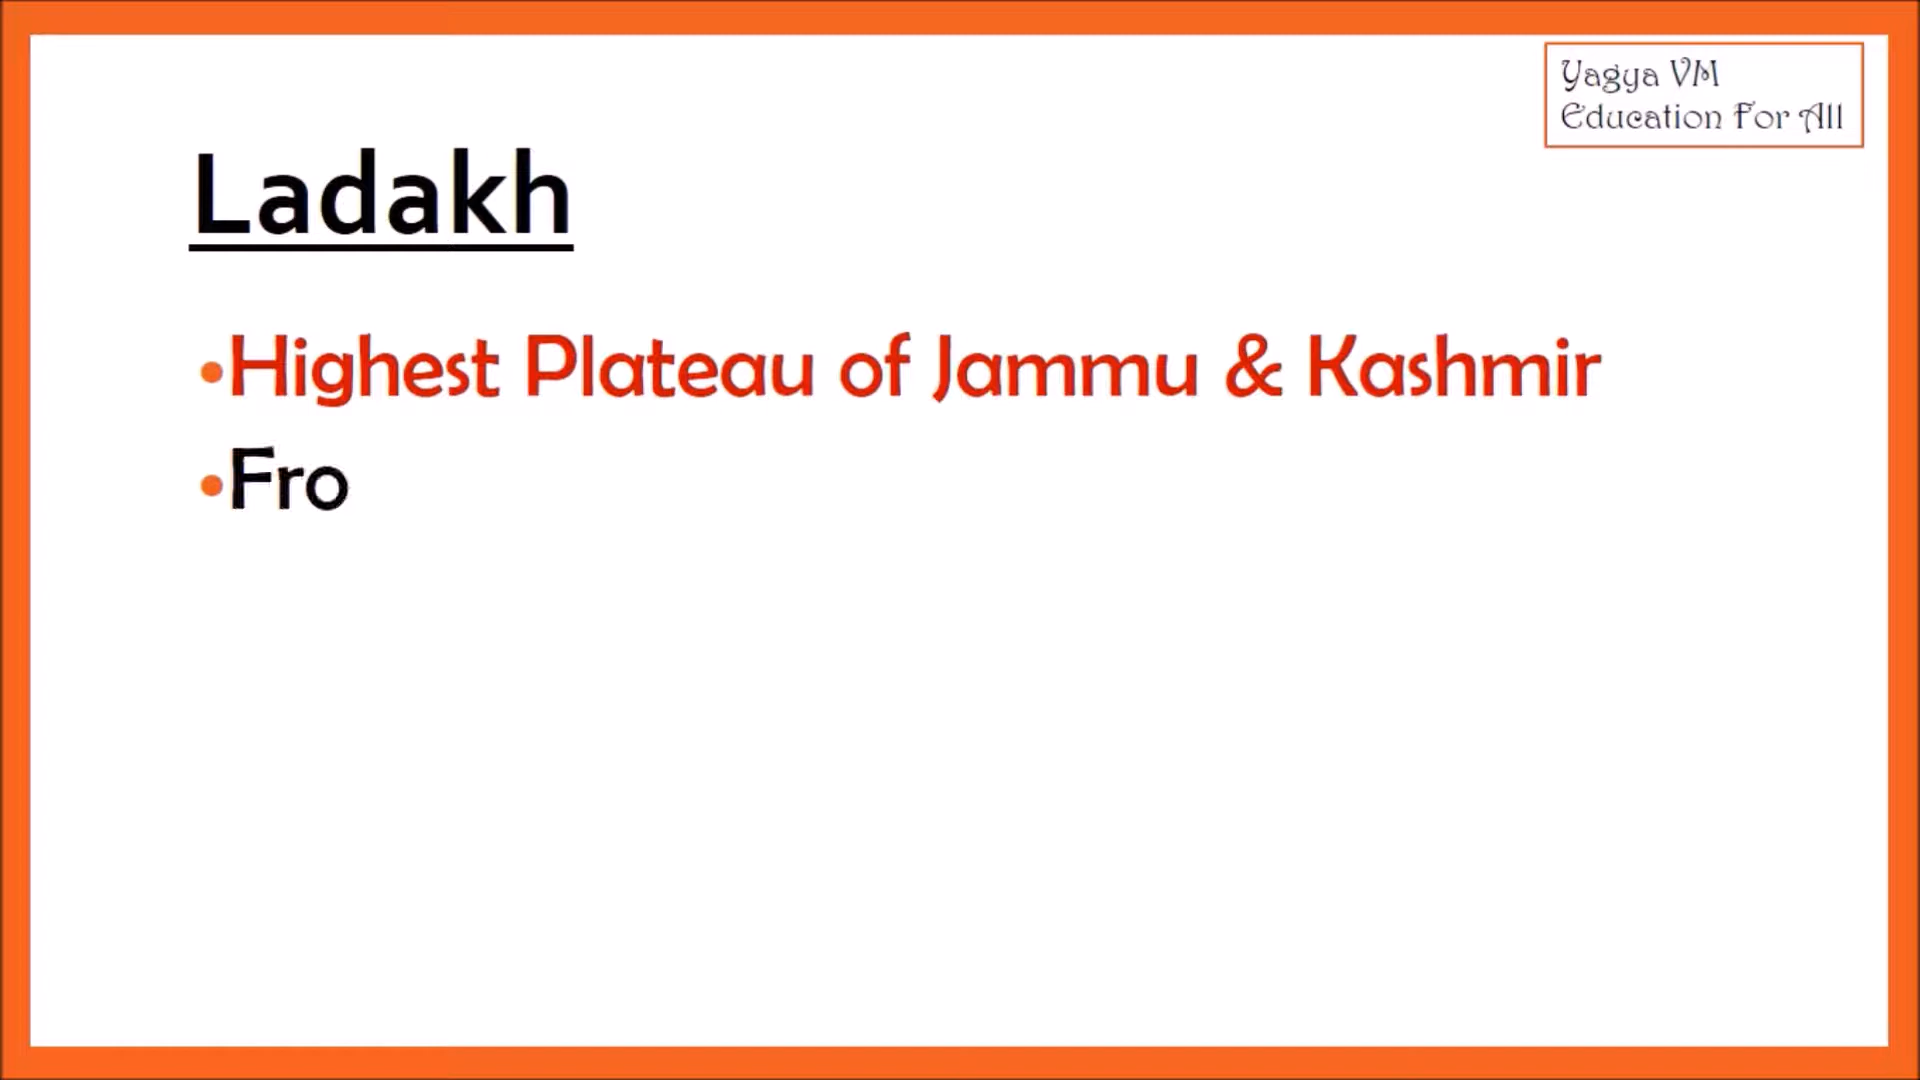 Yagya VM
Education For All
Ladakh
•Highest Plateau of Jammu & Kashmir
•Fro